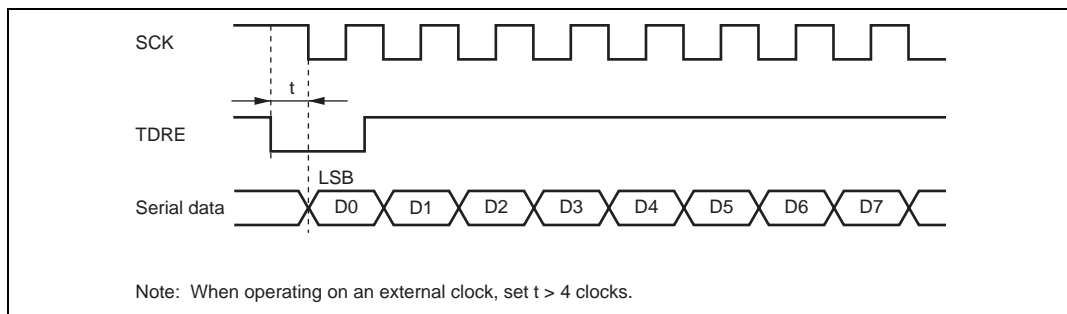 SCK
t
TDRE
LSB
Serial data
D0 D1 D2 D3 D4 D5 D6 D7
Note: When operating on an external clock, set t > 4 clocks.